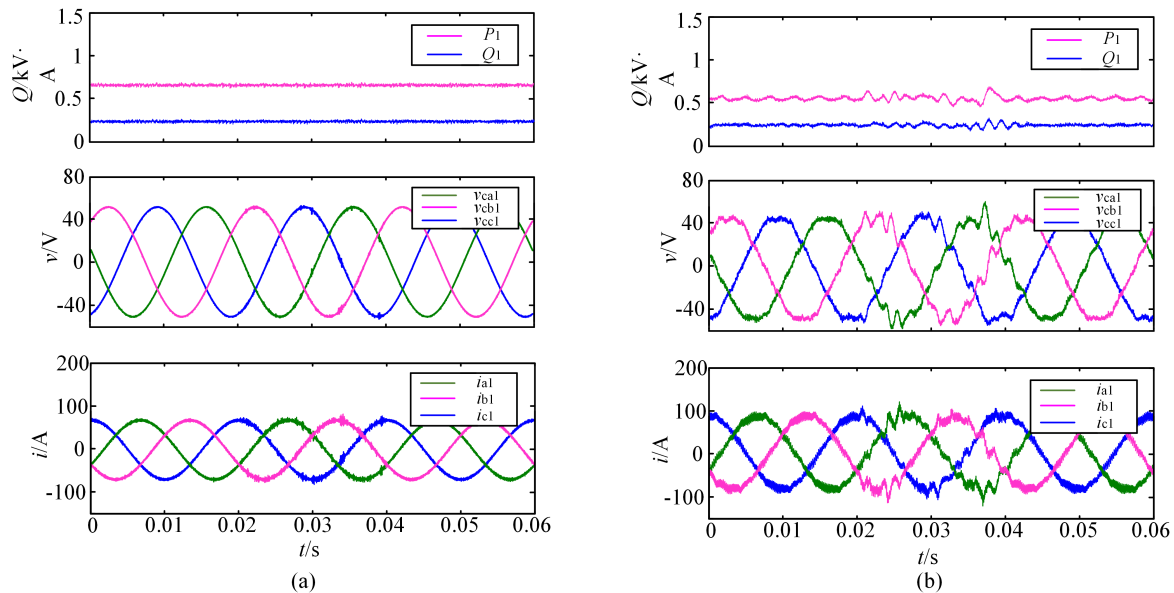 1.5
1
0.5
0
Q/kV·
A
P1
Q1
80
40
0
-40
v/V
vca1
vcb1
vcc1
200
100
0
-100
i/A
ia1
ib1
ic1
0 0.01 0.02 0.03 0.04 0.05 0.06
t/s
(a)
1.5
1
0.5
0
Q/kV·
A
P1
Q1
80
40
0
-40
v/V
vca1
vcb1
vcc1
200
100
0
-100
i/A
ia1
ib1
ic1
0 0.01 0.02 0.03 0.04 0.05 0.06
t/s
(b)